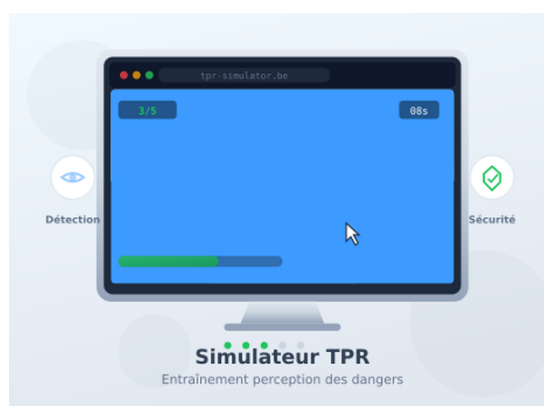 tpr-simulator.be
3/5
08s
Détection
Sécurité
Simulateur TPR
Entraînement perception des dangers